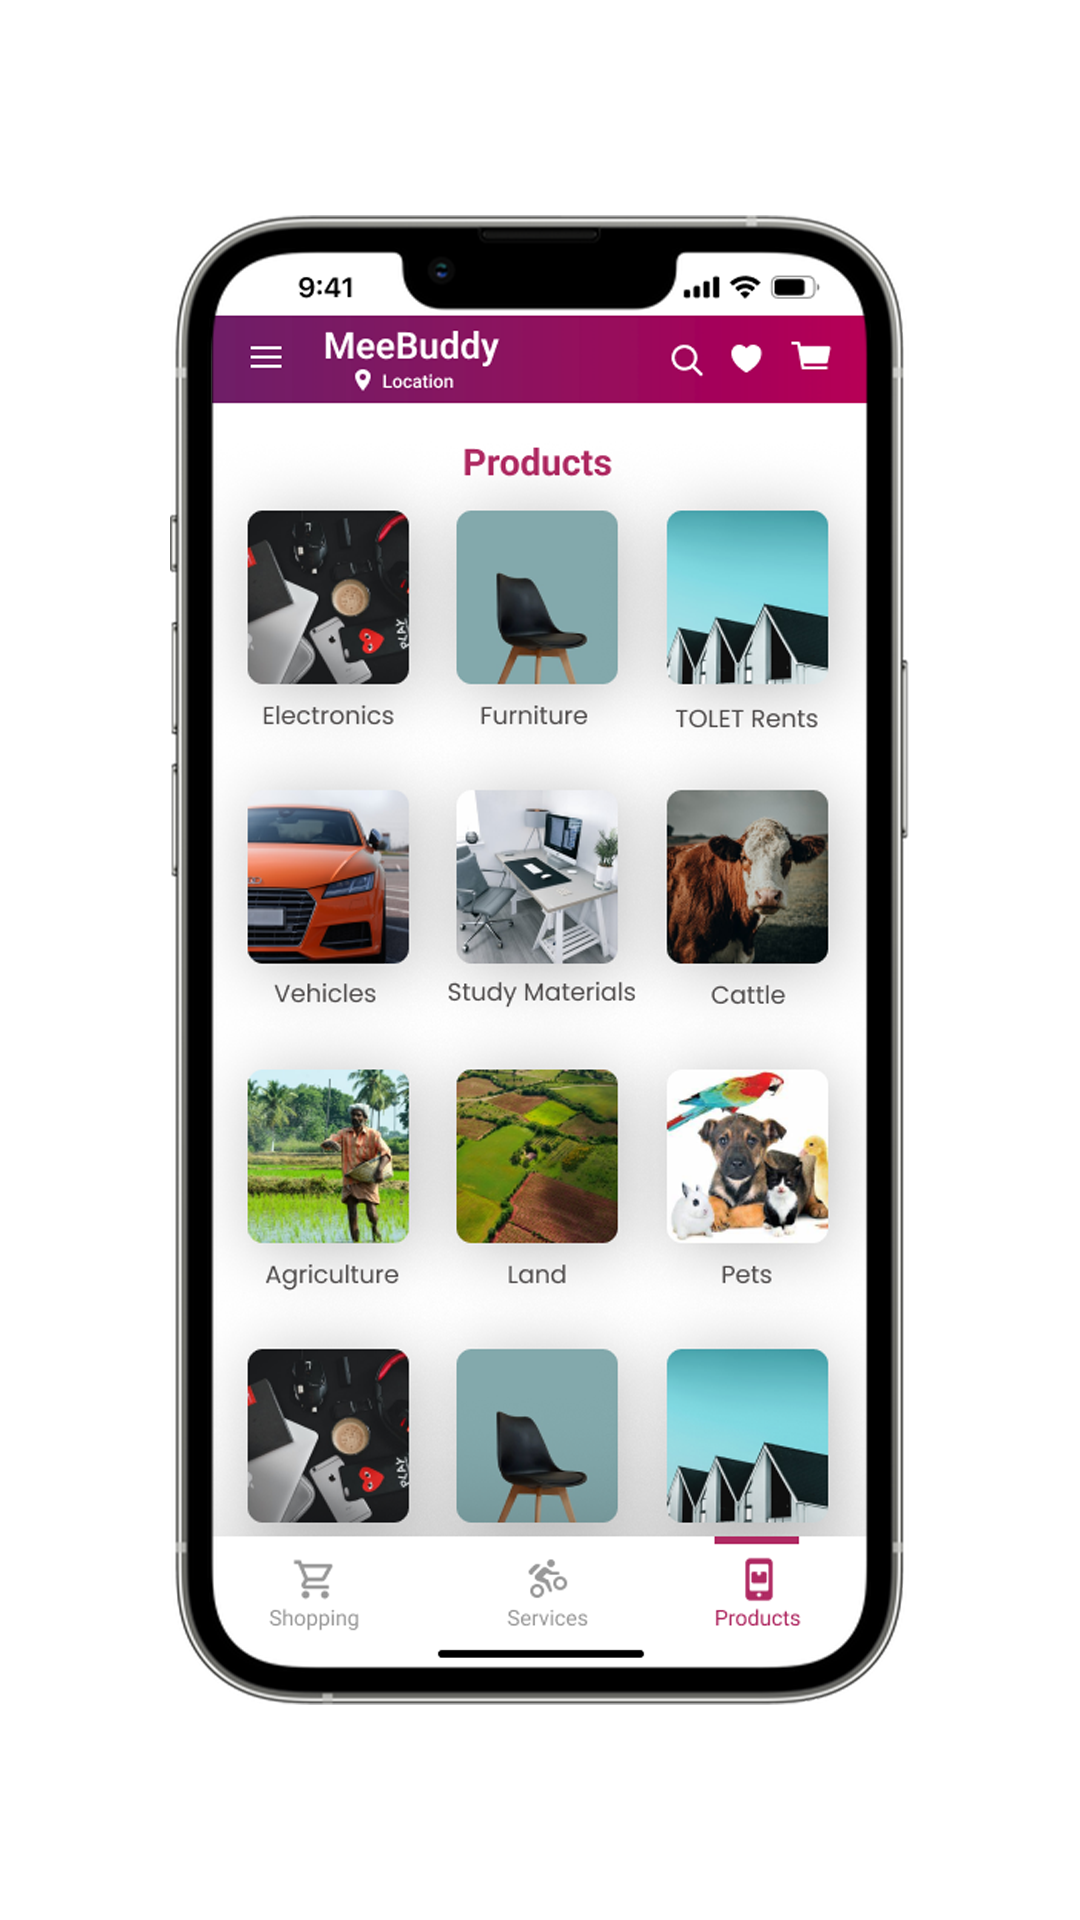 9:41
MeeBuddy
Location
Products
PLAY
Electronics
Furniture
TOLET Rents
Vehicles
Study Materials
Cattle
Agriculture
Land
Pets
PLAY
Shopping
Services
Products